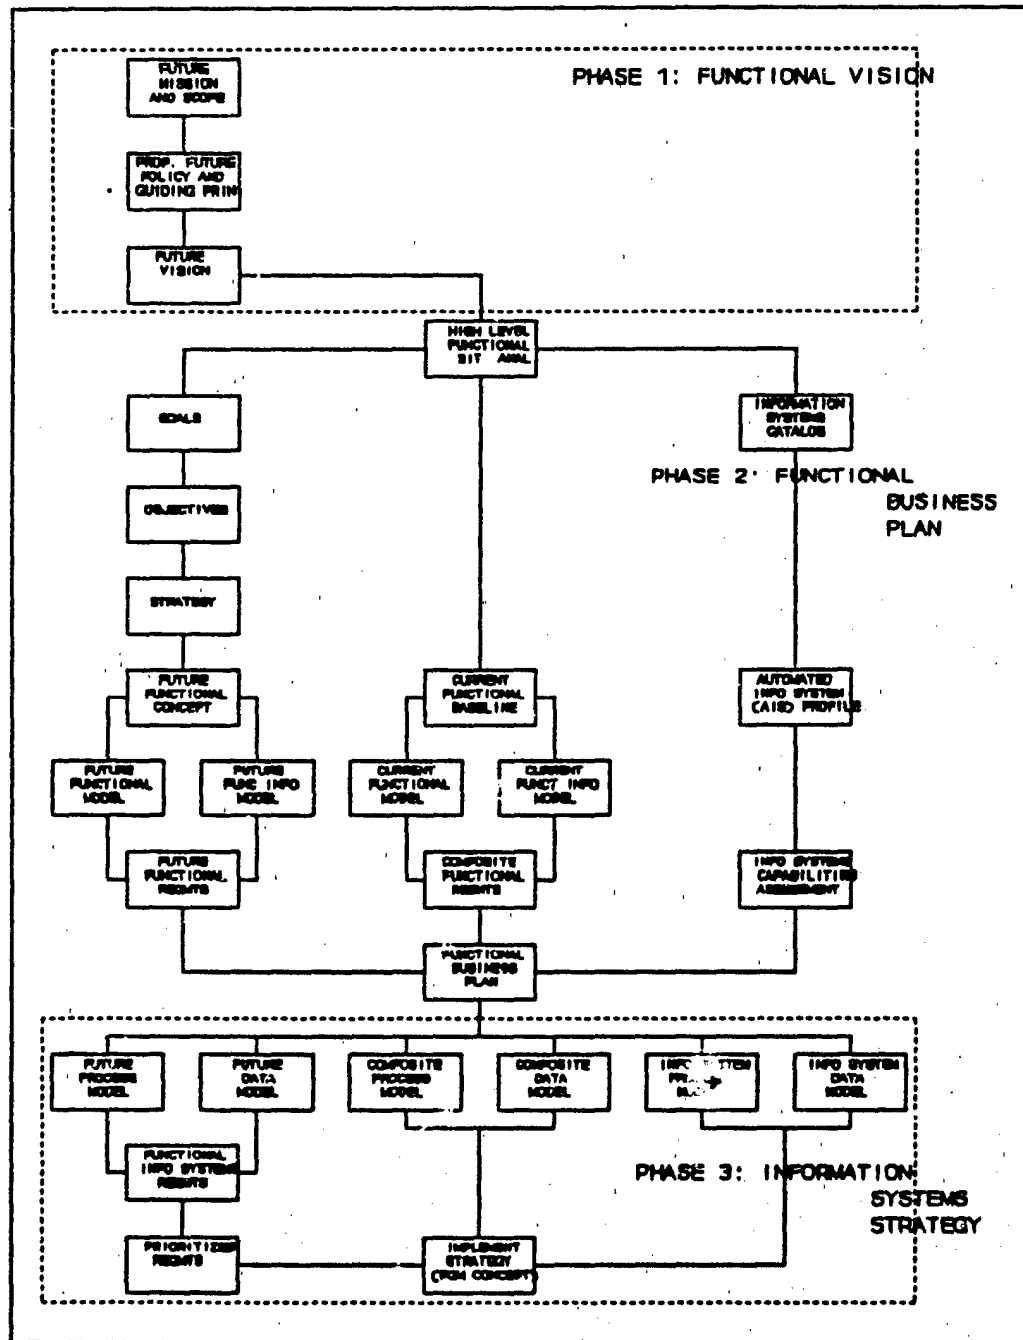 PHASE 1: FUNCTIONAL VISION
FUTURE
MISSION
AND SCOPE
PROP. FUTURE
POLICY AND
GUIDING PRIN
FUTURE
VISION
HIGH LEVEL
FUNCTIONAL
SIT ANAL
GOALS
INFORMATION
SYSTEMS
CATALOG
PHASE 2: FUNCTIONAL
BUSINESS
PLAN
OBJECTIVES
STRATEGY
FUTURE
FUNCTIONAL
CONCEPT
CURRENT
FUNCTIONAL
BASELINE
AUTOMATED
INFO SYSTEM
(AIS) PROFILE
FUTURE
FUNCTIONAL
MODEL
FUTURE
FUNC INFO
MODEL
CURRENT
FUNCTIONAL
MODEL
CURRENT
FUNCT INFO
MODEL
FUTURE
FUNCTIONAL
REQMTS
COMPOSITE
FUNCTIONAL
REQMTS
INFO SYSTEMS
CAPABILITIES
ASSESSMENT
FUNCTIONAL
BUSINESS
PLAN
FUTURE
PROCESS
MODEL
FUTURE
DATA
MODEL
COMPOSITE
PROCESS
MODEL
COMPOSITE
DATA
MODEL
INFO SYSTEM
INFO SYSTEM
DATA
MODEL
FUNCTIONAL
INFO SYSTEMS
REQMTS
PHASE 3: INFORMATION
SYSTEMS
STRATEGY
PRIORITIZED
REQMTS
IMPLEMENT
STRATEGY
CONCEPT)